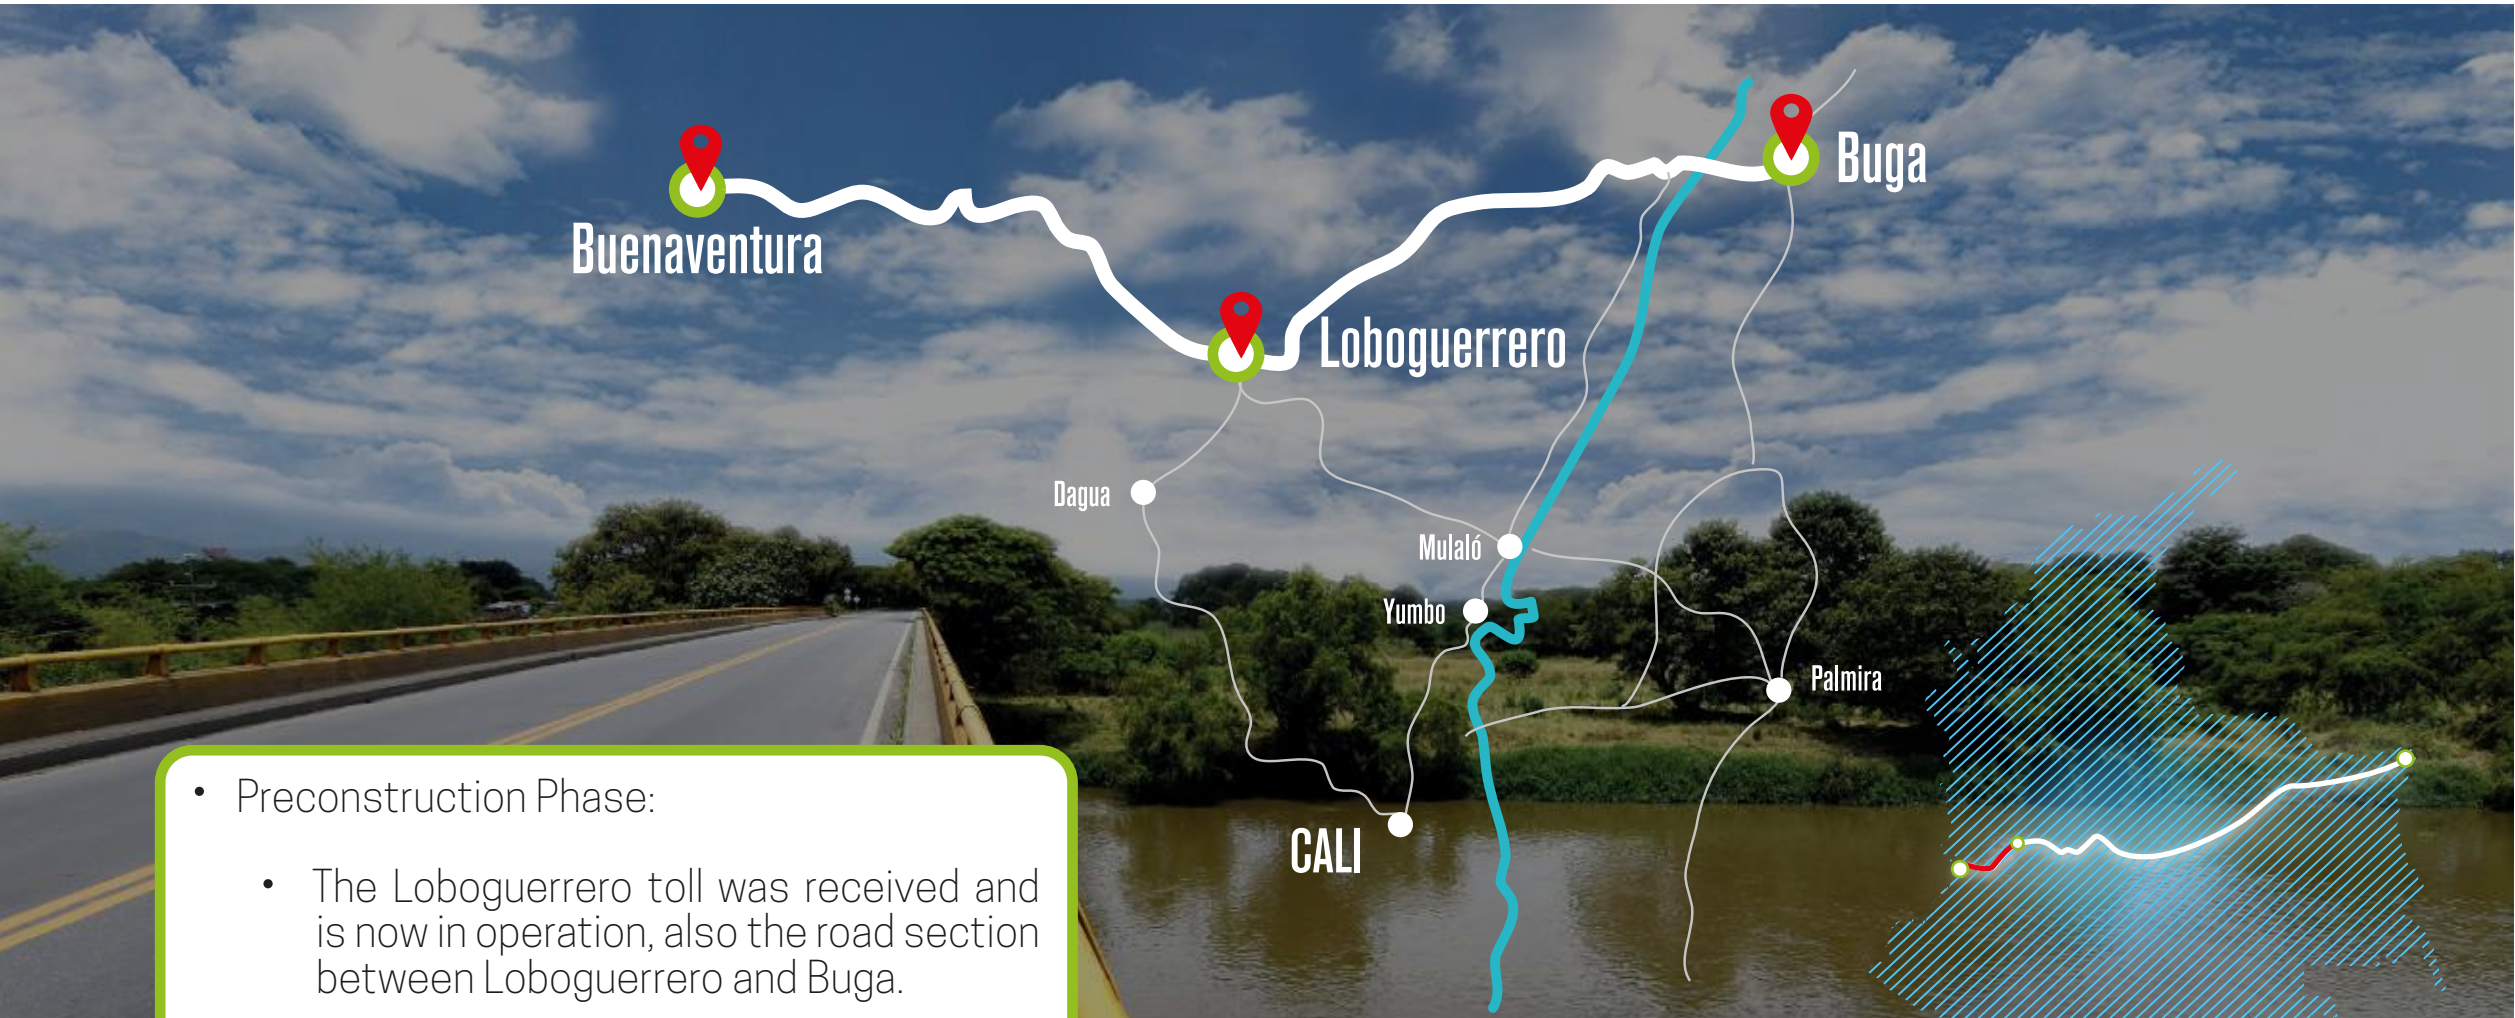 Buga
Buenaventura
Loboguerrero
Dagua
Mulaló
Yumbo
Palmira
CALI
• Preconstruction Phase:
• The Loboguerrero toll was received and
is now in operation, also the road section
between Loboguerrero and Buga.